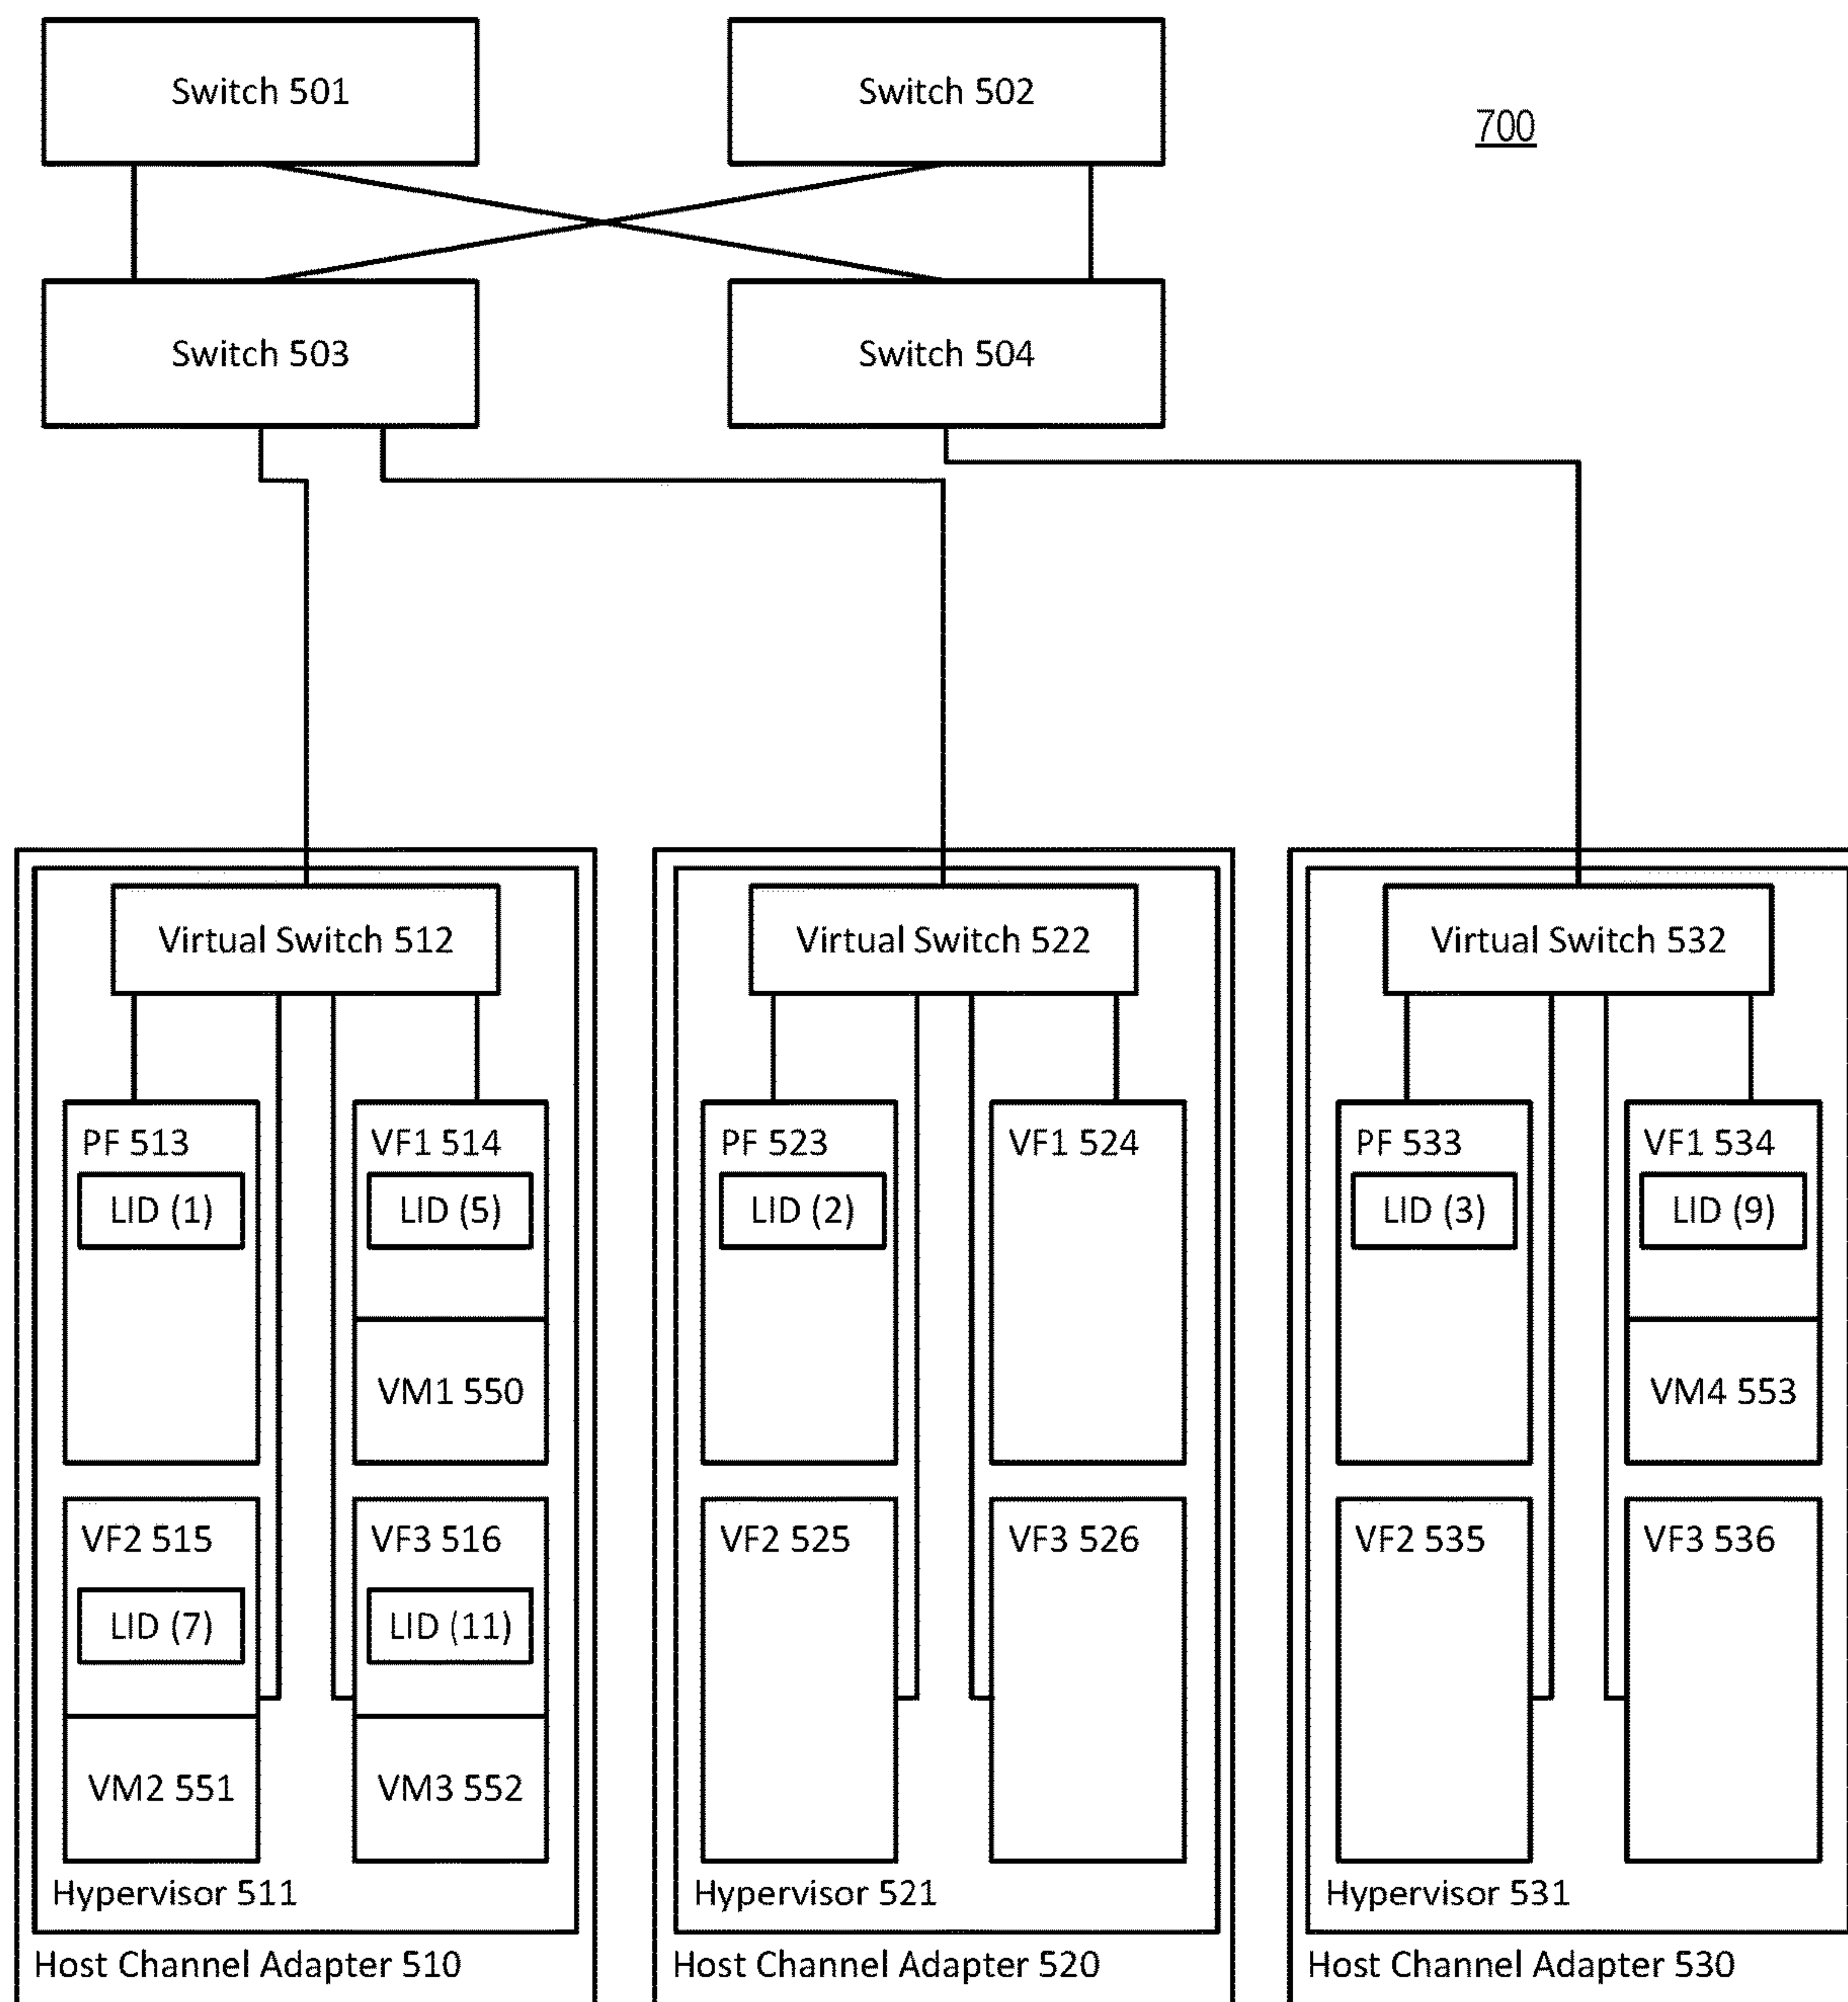 Switch 501
Switch 502
700
Switch 503
Switch 504
Virtual Switch 512
Virtual Switch 522
Virtual Switch 532
PF 513
LID (1)
VF1 514
LID (5)
VM1 550
PF 523
LID (2)
VF1 524
PF 533
LID (3)
VF1 534
LID (9)
VM4 553
VF2 515
LID (7)
VM2 551
VF3 516
LID (11)
VM3 552
VF2 525
VF3 526
VF2 535
VF3 536
Hypervisor 511
Hypervisor 521
Hypervisor 531
Host Channel Adapter 510
Host Channel Adapter 520
Host Channel Adapter 530